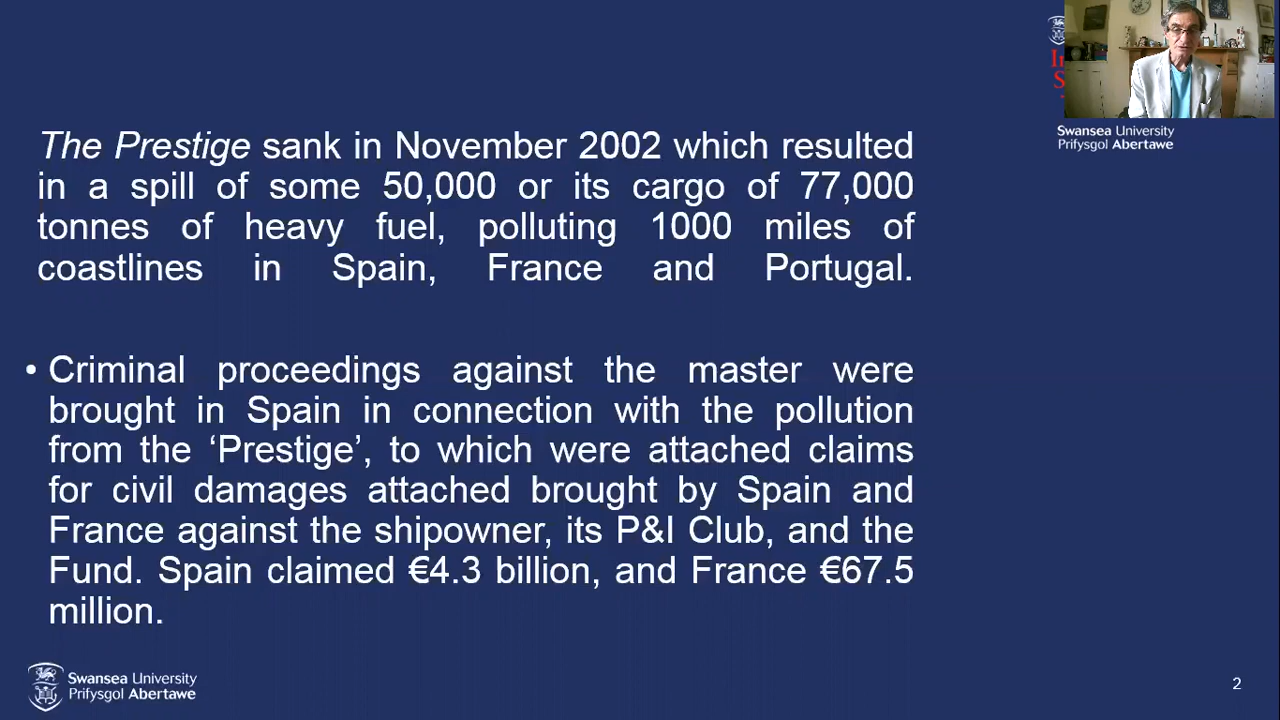 The Prestige sank in November 2002 which resulted
in a spill of some 50,000 or its cargo of 77,000
tonnes of heavy fuel, polluting 1000 miles of
coastlines in Spain, France and Portugal.
• Criminal proceedings against the master were
brought in Spain in connection with the pollution
from the ‘Prestige’, to which were attached claims
for civil damages attached brought by Spain and
France against the shipowner, its P&I Club, and the
Fund. Spain claimed €4.3 billion, and France €67.5
million.
Swansea University
Prifysgol Abertawe
Swansea University
Prifysgol Abertawe
2